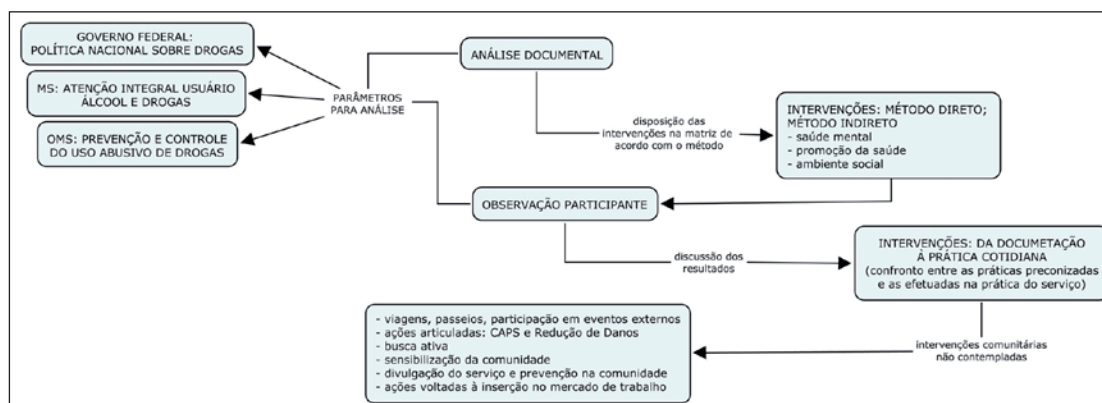 GOVERNO FEDERAL:
POLÍTICA NACIONAL SOBRE DROGAS
MS: ATENÇÃO INTEGRAL USUÁRIO
ÁLCOOL E DROGAS
OMS: PREVENÇÃO E CONTROLE
DO USO ABUSIVO DE DROGAS
PARÂMETROS
PARA ANÁLISE
ANÁLISE DOCUMENTAL
disposição das
intervenções na matriz de
acordo com o método
INTERVENÇÕES: MÉTODO DIRETO;
MÉTODO INDIRETO
- saúde mental
- promoção da saúde
- ambiente social
OBSERVAÇÃO PARTICIPANTE
discussão dos
resultados
INTERVENÇÕES: DA DOCUMETAÇÃO
À PRÁTICA COTIDIANA
(confronto entre as práticas preconizadas
e as efetuadas na prática do serviço)
intervenções comunitárias
não contempladas
- viagens, passeios, participação em eventos externos
- ações articuladas: CAPS e Redução de Danos
- busca ativa
- sensibilização da comunidade
- divulgação do serviço e prevenção na comunidade
- ações voltadas à inserção no mercado de trabalho